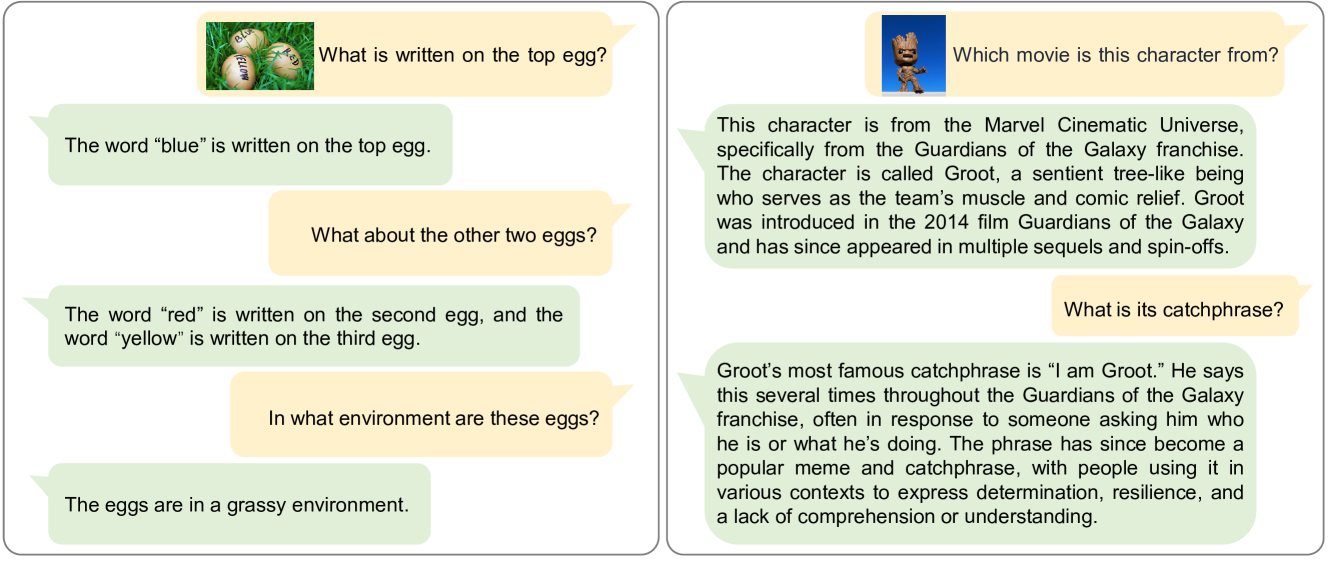 BLUE
RED
YELLOW
What is written on the top egg?
The word “blue” is written on the top egg.
What about the other two eggs?
The word “red” is written on the second egg, and the
word “yellow” is written on the third egg.
In what environment are these eggs?
The eggs are in a grassy environment.
Which movie is this character from?
This character is from the Marvel Cinematic Universe,
specifically from the Guardians of the Galaxy franchise.
The character is called Groot, a sentient tree-like being
who serves as the team’s muscle and comic relief. Groot
was introduced in the 2014 film Guardians of the Galaxy
and has since appeared in multiple sequels and spin-offs.
What is its catchphrase?
Groot’s most famous catchphrase is “I am Groot.” He says
this several times throughout the Guardians of the Galaxy
franchise, often in response to someone asking him who
he is or what he’s doing. The phrase has since become a
popular meme and catchphrase, with people using it in
various contexts to express determination, resilience, and
a lack of comprehension or understanding.